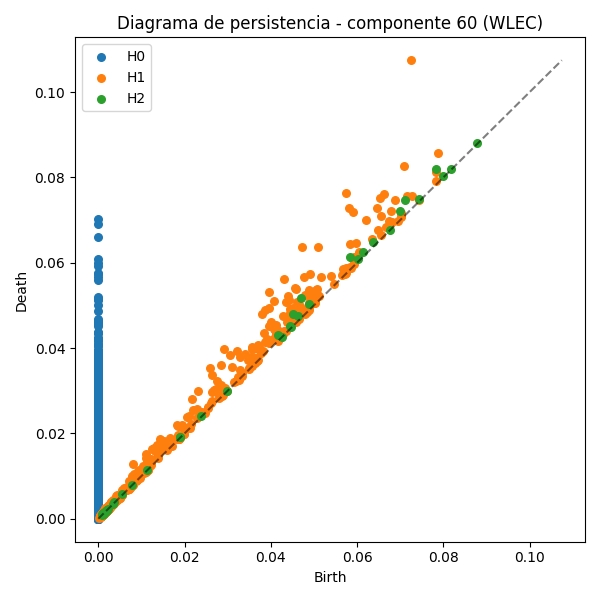 Diagrama de persistencia - componente 60 (WLEC)
H0
H1
H2
0.10
0.08
0.06
0.04
0.02
0.00
Death
0.00 0.02 0.04 0.06 0.08 0.10
Birth